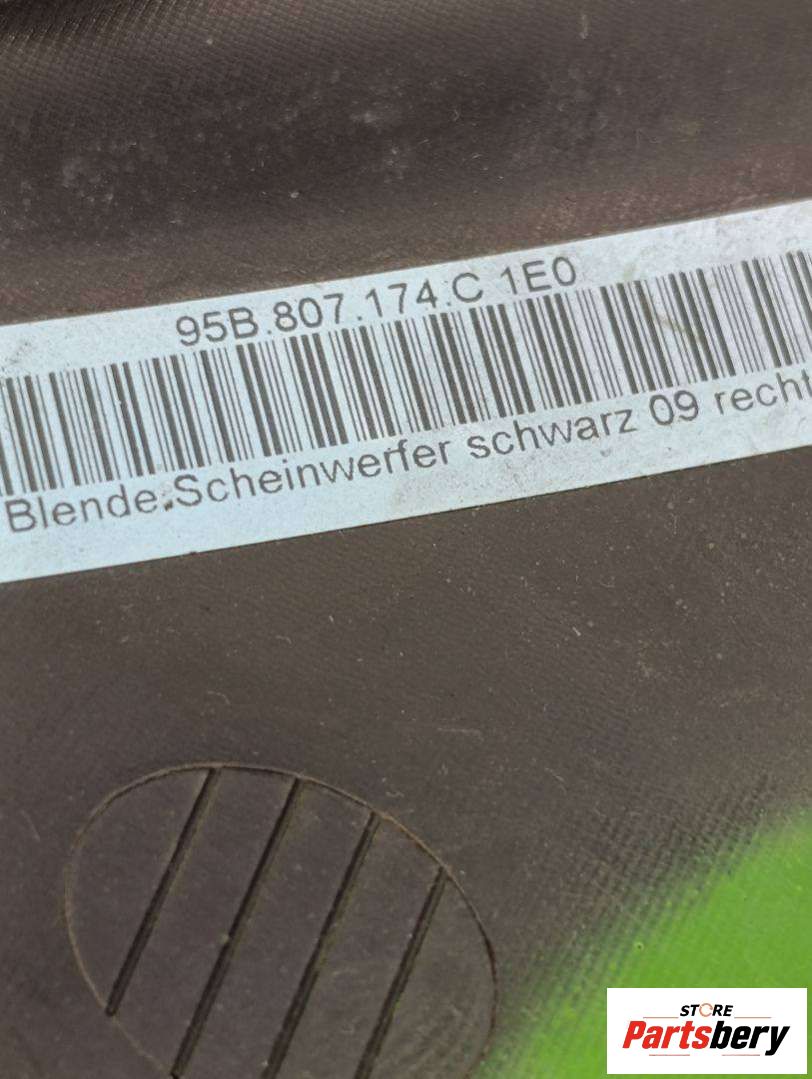 95B.807.174.C 1E0
Blende.Scheinwerfer schwarz 09 recht
STORE
Partsbery